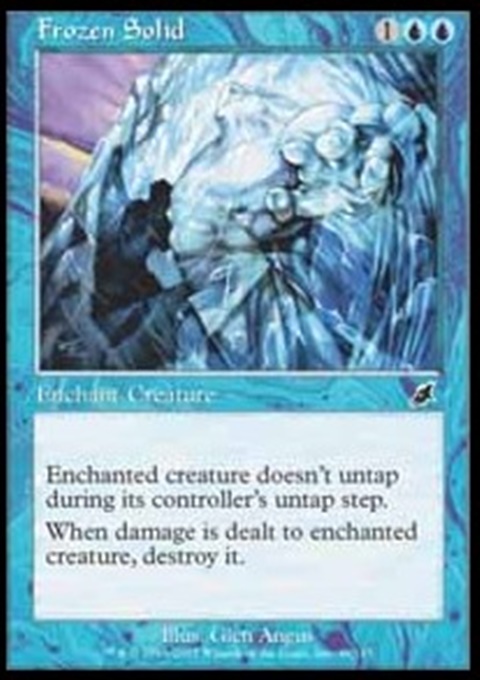 Frozen Solid
1
Enchant Creature
Enchanted creature doesn't untap
during its controller's untap step.
When damage is dealt to enchanted
creature, destroy it.
Illus. Glen Angus